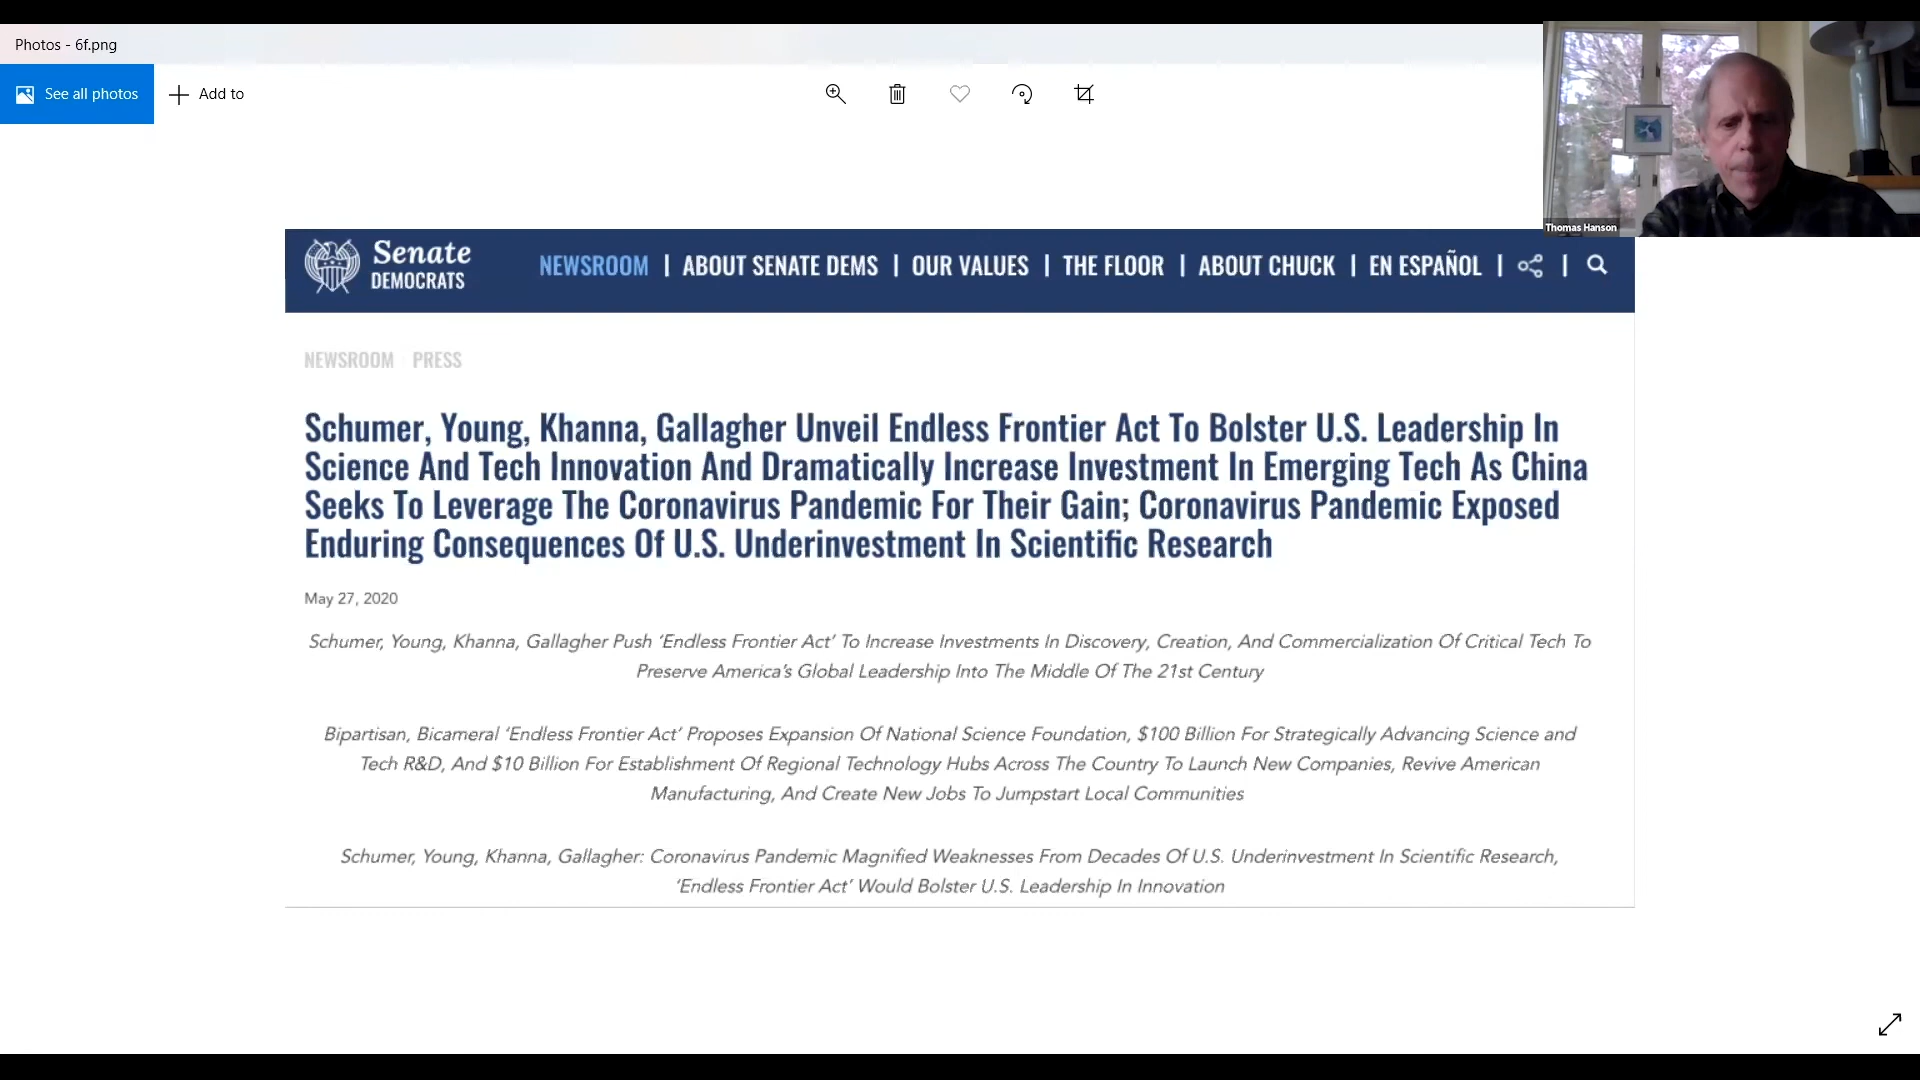 Photos - 6f.png
See all photos
Add to
Thomas Hanson
Senate
DEMOCRATS
NEWSROOM | ABOUT SENATE DEMS | OUR VALUES | THE FLOOR | ABOUT CHUCK | EN ESPAÑOL | |
NEWSROOM PRESS
Schumer, Young, Khanna, Gallagher Unveil Endless Frontier Act To Bolster U.S. Leadership In
Science And Tech Innovation And Dramatically Increase Investment In Emerging Tech As China
Seeks To Leverage The Coronavirus Pandemic For Their Gain; Coronavirus Pandemic Exposed
Enduring Consequences Of U.S. Underinvestment In Scientific Research
May 27, 2020
Schumer, Young, Khanna, Gallagher Push ‘Endless Frontier Act’ To Increase Investments In Discovery, Creation, And Commercialization Of Critical Tech To
Preserve America’s Global Leadership Into The Middle Of The 21st Century
Bipartisan, Bicameral ‘Endless Frontier Act’ Proposes Expansion Of National Science Foundation, $100 Billion For Strategically Advancing Science and
Tech R&D, And $10 Billion For Establishment Of Regional Technology Hubs Across The Country To Launch New Companies, Revive American
Manufacturing, And Create New Jobs To Jumpstart Local Communities
Schumer, Young, Khanna, Gallagher: Coronavirus Pandemic Magnified Weaknesses From Decades Of U.S. Underinvestment In Scientific Research,
‘Endless Frontier Act’ Would Bolster U.S. Leadership In Innovation